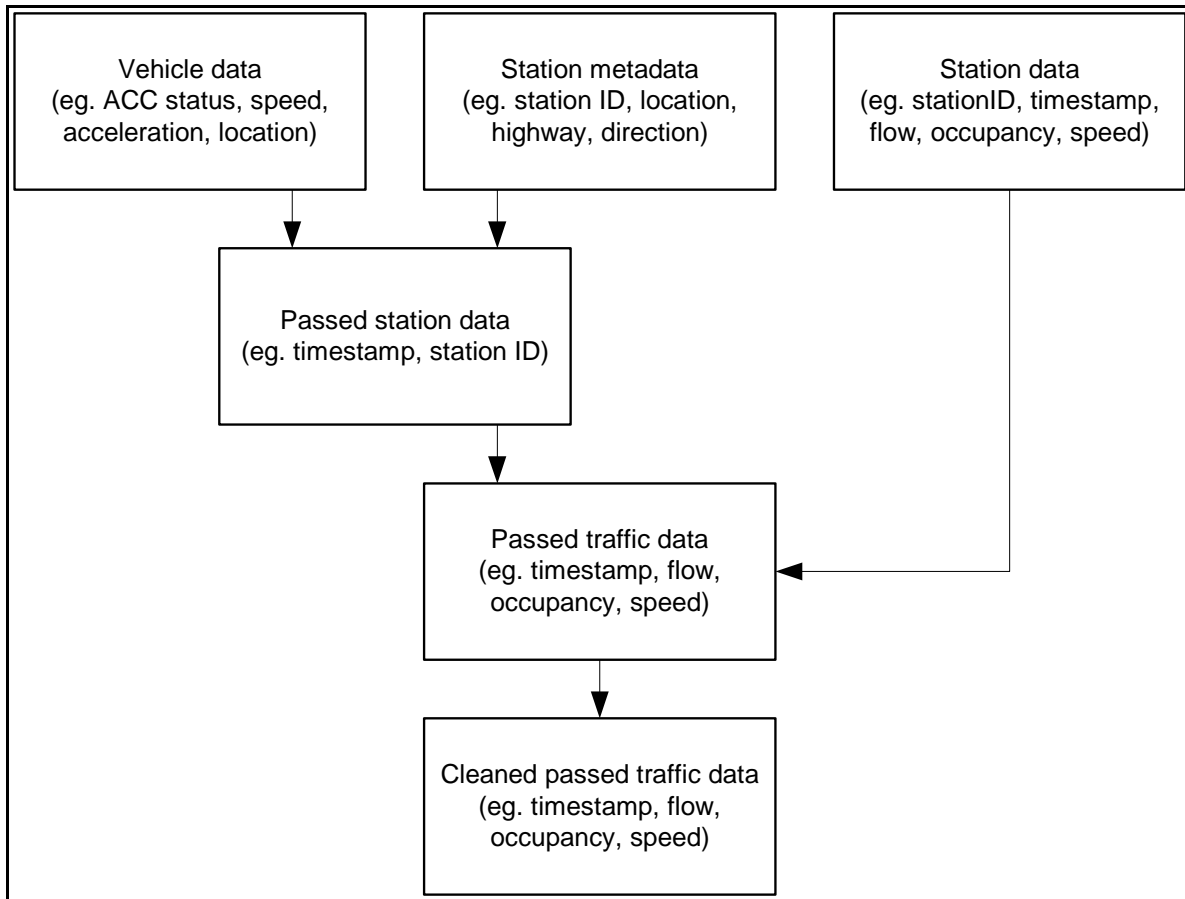 Vehicle data
(eg. ACC status, speed,
acceleration, location)
Station metadata
(eg. station ID, location,
highway, direction)
Station data
(eg. stationID, timestamp,
flow, occupancy, speed)
Passed station data
(eg. timestamp, station ID)
Passed traffic data
(eg. timestamp, flow,
occupancy, speed)
Cleaned passed traffic data
(eg. timestamp, flow,
occupancy, speed)